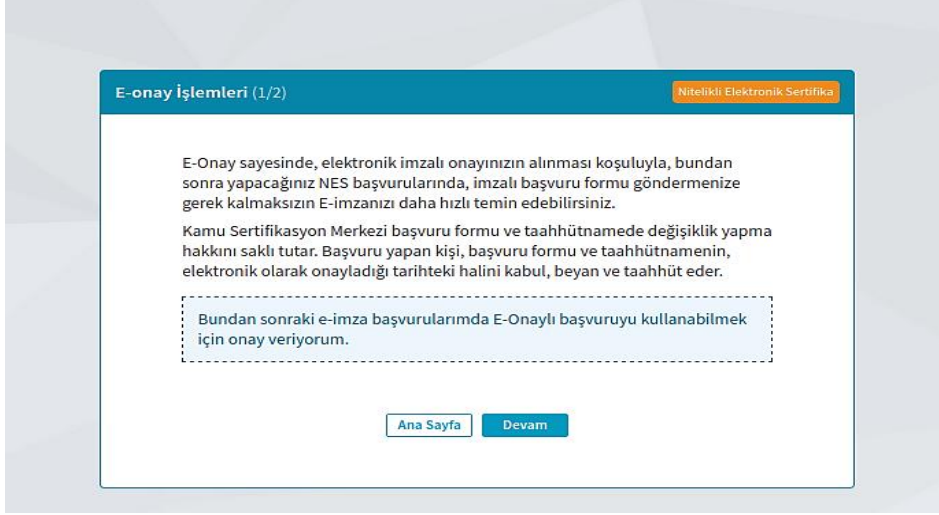 E-onay İşlemleri (1/2)
Nitelikli Elektronik Sertifika
E-Onay sayesinde, elektronik imzalı onayınızın alınması koşuluyla, bundan
sonra yapacağınız NES başvurularında, imzalı başvuru formu göndermenize
gerek kalmaksızın E-imzanızı daha hızlı temin edebilirsiniz.
Kamu Sertifikasyon Merkezi başvuru formu ve taahhütnamede değişiklik yapma
hakkını saklı tutar. Başvuru yapan kişi, başvuru formu ve taahhütnamenin,
elektronik olarak onayladığı tarihteki halini kabul, beyan ve taahhüt eder.
Bundan sonraki e-imza başvurularımda E-Onaylı başvuruyu kullanabilmek
için onay veriyorum.
Ana Sayfa
Devam